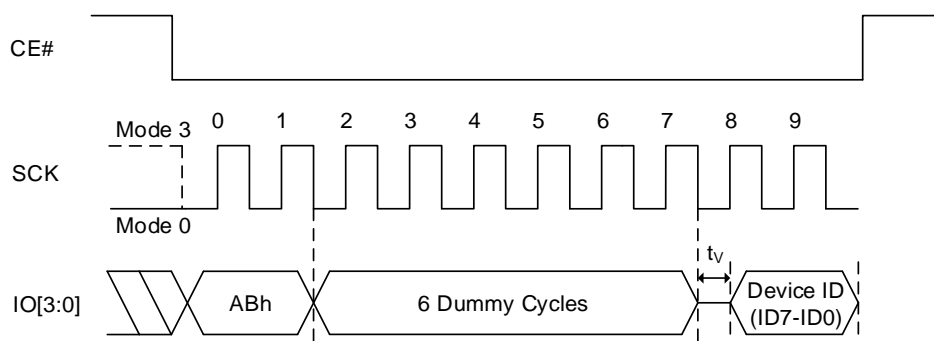 CE#
Mode 3
0 1 2 3 4 5 6 7 8 9
SCK
Mode 0
tV
IO[3:0]
ABh
6 Dummy Cycles
Device ID
(ID7-ID0)